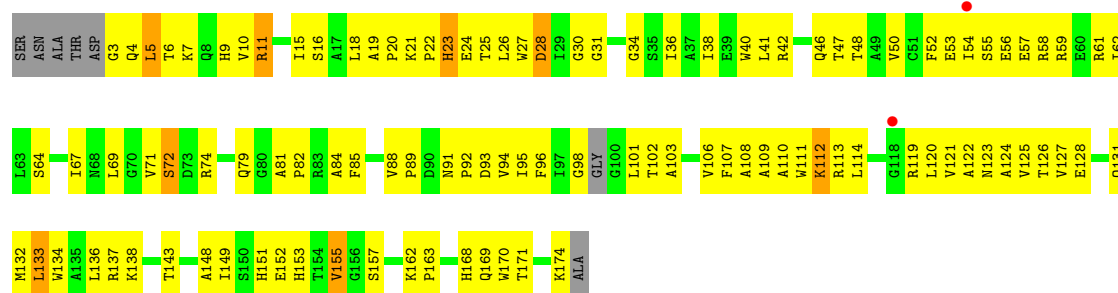 SER ASN ALA THR ASP G3 Q4 L5 T6 K7 Q8 H9 V10 R11 I15 S16 A17 L18 A19 P20 K21 P22 H23 E24 T25 L26 W27 D28 I29 G30 G31 G34 S35 I36 A37 I38 E39 W40 L41 R42 Q46 T47 T48 A49 V50 C51 F52 E53 I54 S55 E56 E57 R58 R59 E60 R61 I62
L63 S64 I67 N68 L69 G70 V71 S72 D73 R74 Q79 G80 A81 P82 R83 A84 F85 V88 P89 D90 N91 P92 D93 V94 I95 F96 I97 G98 GLY G100 L101 T102 A103 V106 F107 A108 A109 A110 W111 K112 R113 L114 G118 R119 L120 V121 A122 N123 A124 V125 T126 V127 E128 Q131
M132 L133 W134 A135 L136 R137 K138 T143 A148 I149 S150 H151 E152 H153 T154 V155 G156 S157 K162 P163 H168 Q169 W170 T171 K174 ALA